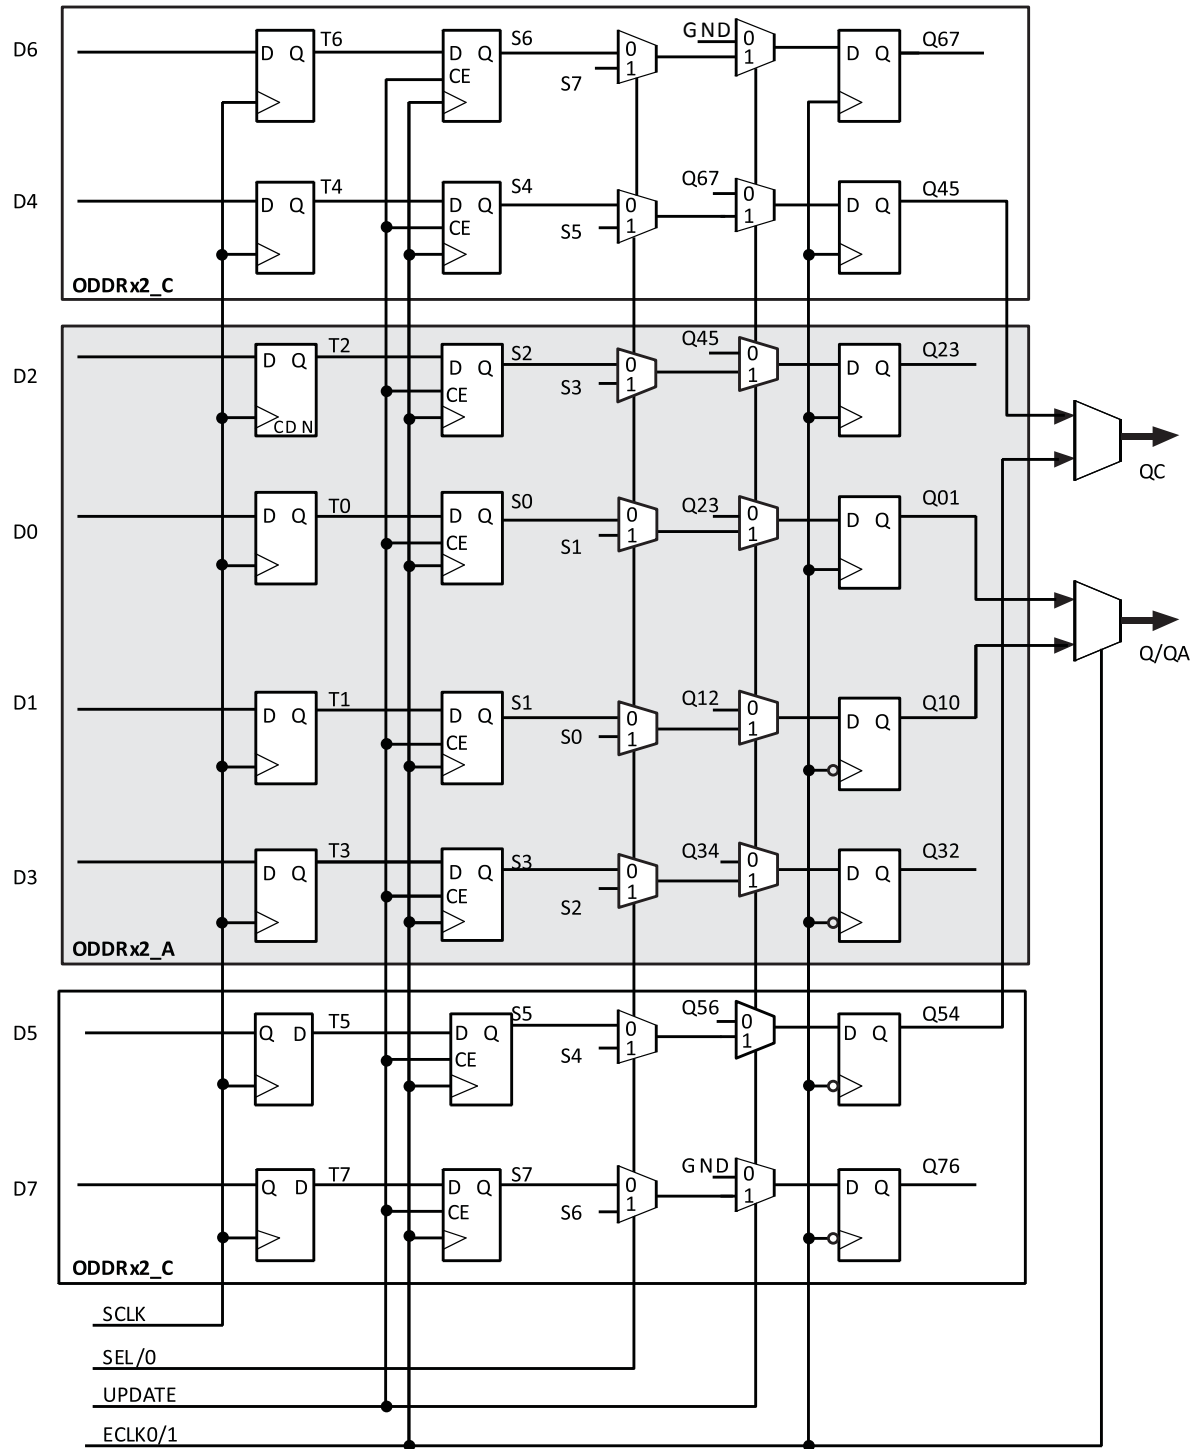 D6
D Q
T6
D Q
CE
S6
0
1
S7
GND
0
1
D Q
Q67
D4
D Q
T4
D Q
CE
S4
0
1
S5
Q67
0
1
D Q
Q45
ODDRx2_C
D2
D Q
CDN
T2
D Q
CE
S2
0
1
S3
Q45
0
1
D Q
Q23
QC
D0
D Q
T0
D Q
CE
S0
0
1
S1
Q23
0
1
D Q
Q01
Q/QA
D1
D Q
T1
D Q
CE
S1
0
1
S0
Q12
0
1
D Q
Q10
D3
D Q
T3
D Q
CE
S3
0
1
S2
Q34
0
1
D Q
Q32
ODDRx2_A
D5
Q D
T5
D Q
CE
S5
0
1
S4
Q56
0
1
D Q
Q54
D7
Q D
T7
D Q
CE
S7
0
1
S6
GND
0
1
D Q
Q76
ODDRx2_C
SCLK
SEL/0
UPDATE
ECLK0/1